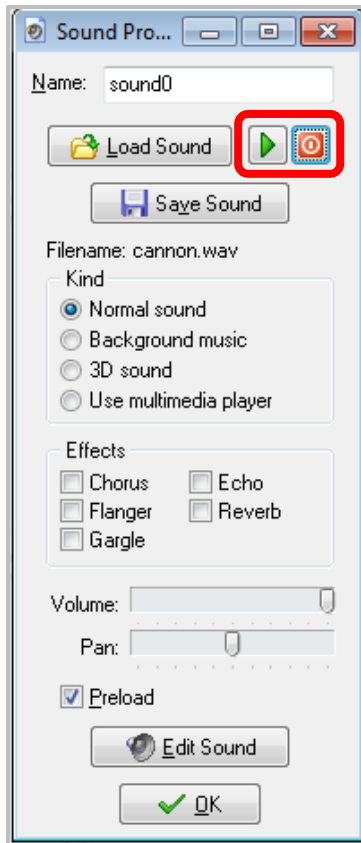 Sound Pro...
Name: sound0
Load Sound
Save Sound
Filename: cannon.wav
Kind
Normal sound
Background music
3D sound
Use multimedia player
Effects
Chorus Echo
Flanger Reverb
Gargle
Volume:
Pan:
Preload
Edit Sound
OK